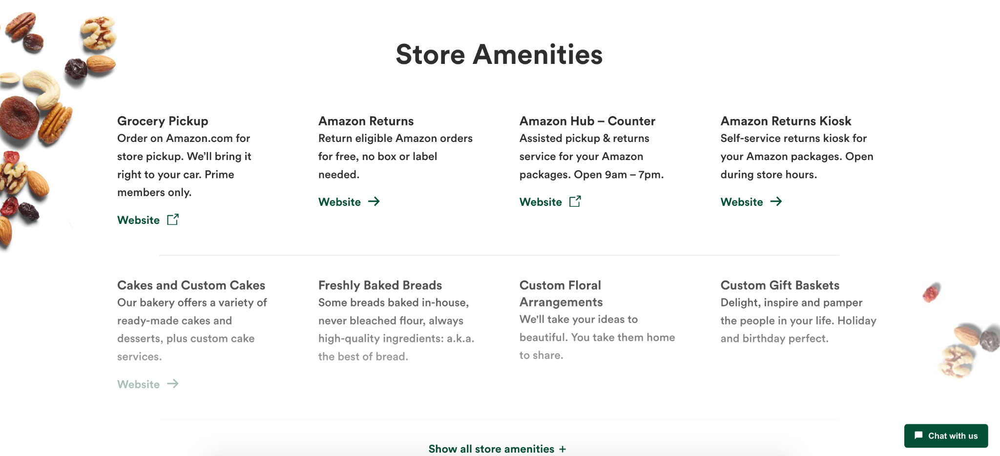 Store Amenities
Grocery Pickup
Order on Amazon.com for
store pickup. We’ll bring it
right to your car. Prime
members only.
Website
Amazon Returns
Return eligible Amazon orders
for free, no box or label
needed.
Website
Amazon Hub – Counter
Assisted pickup & returns
service for your Amazon
packages. Open 9am – 7pm.
Website
Amazon Returns Kiosk
Self-service returns kiosk for
your Amazon packages. Open
during store hours.
Website
Cakes and Custom Cakes
Our bakery offers a variety of
ready-made cakes and
desserts, plus custom cake
services.
Website
Freshly Baked Breads
Some breads baked in-house,
never bleached flour, always
high-quality ingredients: a.k.a.
the best of bread.
Custom Floral
Arrangements
We'll take your ideas to
beautiful. You take them home
to share.
Custom Gift Baskets
Delight, inspire and pamper
the people in your life. Holiday
and birthday perfect.
Show all store amenities +
Chat with us